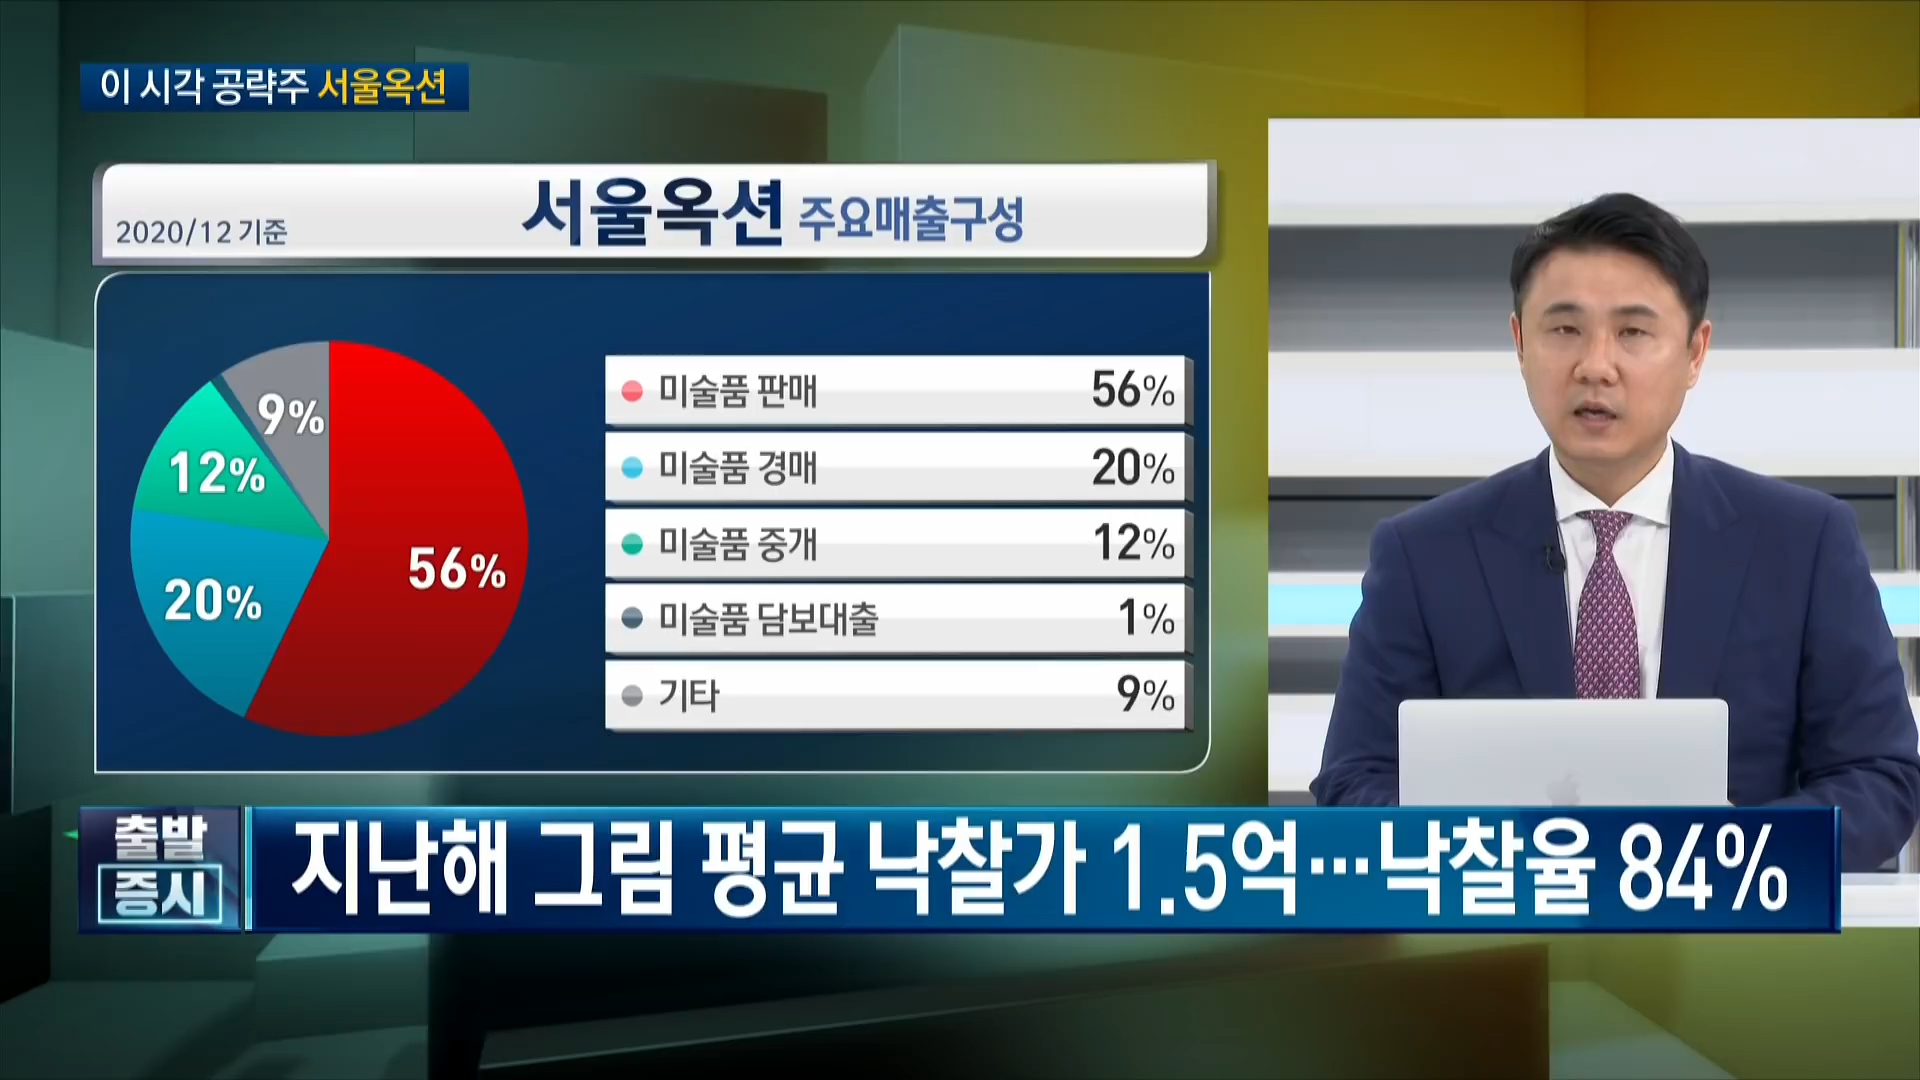 이 시각 공략주 서울옥션
2020/12 기준
서울옥션 주요매출구성
9%
12%
20%
56%
미술품 판매 56%
미술품 경매 20%
미술품 중개 12%
미술품 담보대출 1%
기타 9%
출발
증시
지난해 그림 평균 낙찰가 1.5억…낙찰율 84%